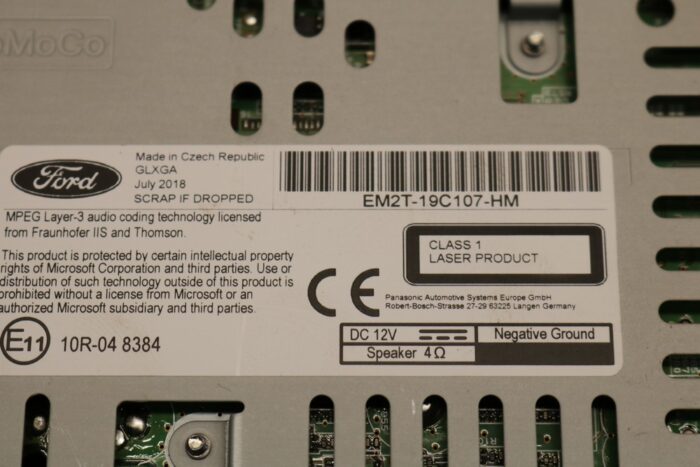 oMoCo
Ford
Made in Czech Republic
GLXGA
July 2018
SCRAP IF DROPPED
EM2T-19C107-HM
MPEG Layer-3 audio coding technology licensed
from Fraunhofer IIS and Thomson.
This product is protected by certain intellectual property
rights of Microsoft Corporation and third parties. Use or
distribution of such technology outside of this product is
prohibited without a license from Microsoft or an
authorized Microsoft subsidiary and third parties.
CLASS 1
LASER PRODUCT
CE
Panasonic Automotive Systems Europe GmbH
Robert-Bosch-Strasse 27-29 63225 Langen Germany
E11 10R-04 8384
DC 12V
Negative Ground
Speaker 4Ω